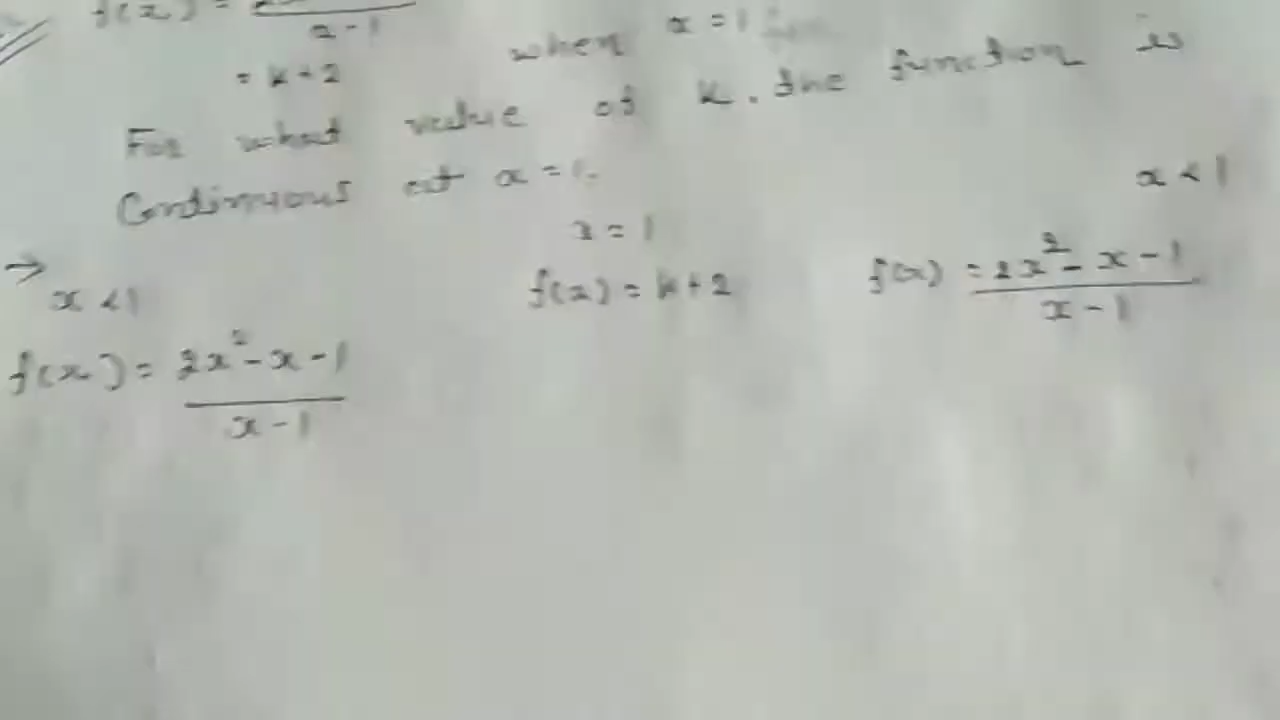 f(x) =
x - 1
= k + 2 when x = 1
For what value of k. the function is
Continuous at x = 1.
→ x < 1
f(x) = 2x² - x - 1
x - 1
x = 1
f(x) = k + 2
x < 1
f(x) = 2x² - x - 1
x - 1